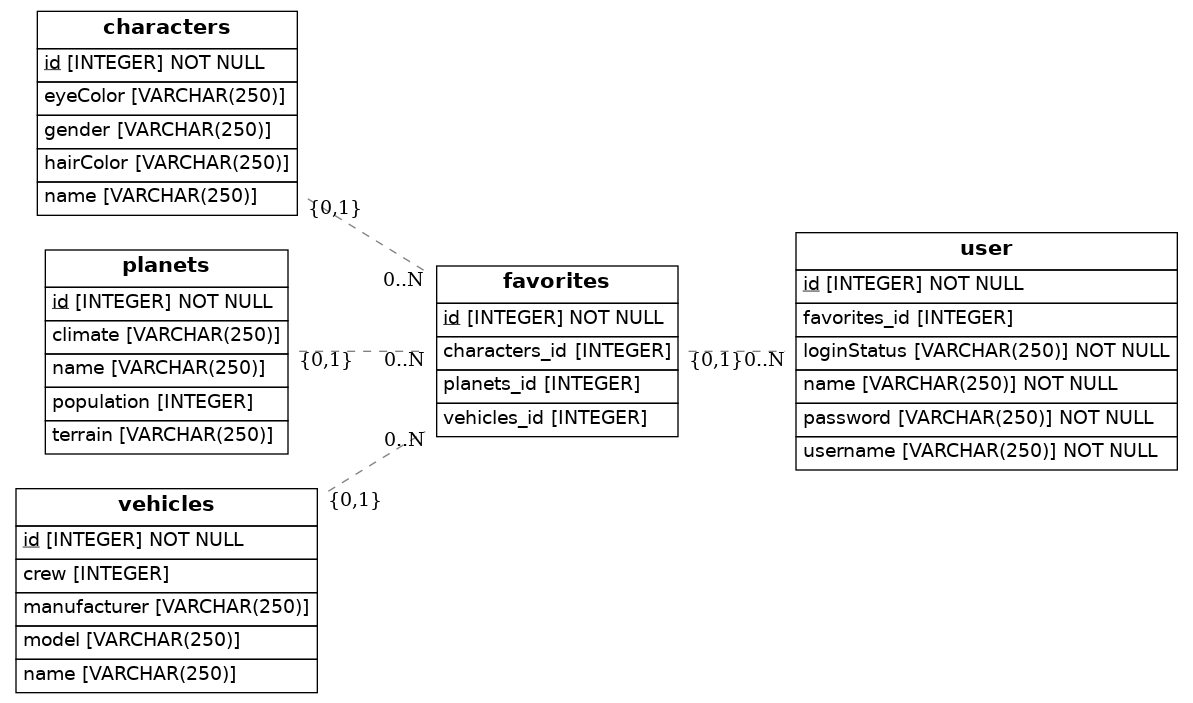 characters
id [INTEGER] NOT NULL
eyeColor [VARCHAR(250)]
gender [VARCHAR(250)]
hairColor [VARCHAR(250)]
name [VARCHAR(250)]
{0,1}
0..N
planets
id [INTEGER] NOT NULL
climate [VARCHAR(250)]
name [VARCHAR(250)]
population [INTEGER]
terrain [VARCHAR(250)]
{0,1}
0..N
vehicles
id [INTEGER] NOT NULL
crew [INTEGER]
manufacturer [VARCHAR(250)]
model [VARCHAR(250)]
name [VARCHAR(250)]
{0,1}
0..N
favorites
id [INTEGER] NOT NULL
characters_id [INTEGER]
planets_id [INTEGER]
vehicles_id [INTEGER]
{0,1}
0..N
user
id [INTEGER] NOT NULL
favorites_id [INTEGER]
loginStatus [VARCHAR(250)] NOT NULL
name [VARCHAR(250)] NOT NULL
password [VARCHAR(250)] NOT NULL
username [VARCHAR(250)] NOT NULL